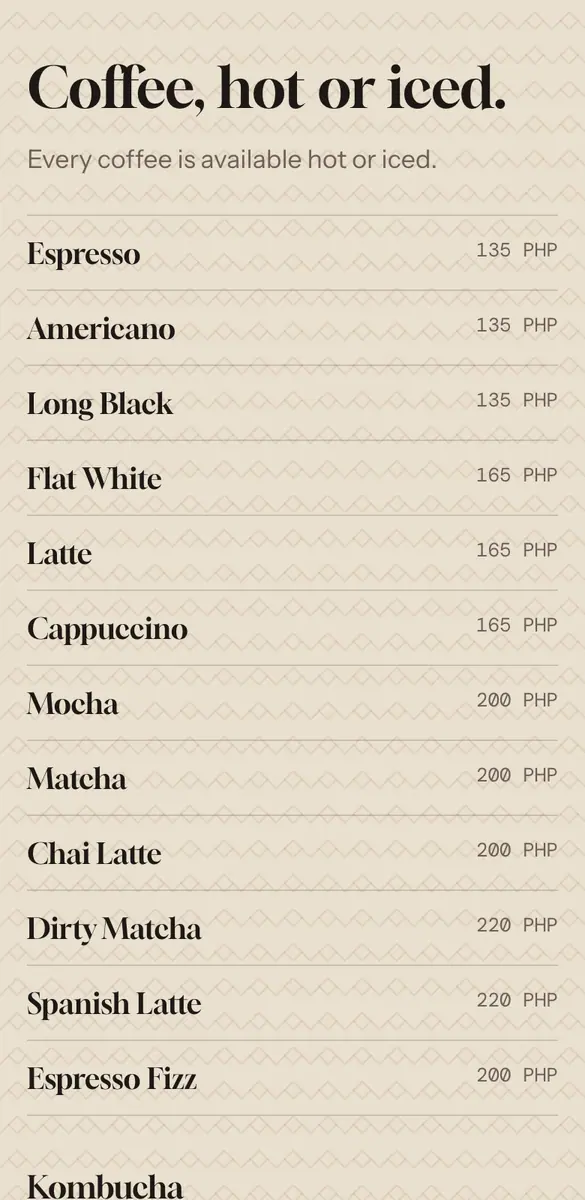 Coffee, hot or iced.
Every coffee is available hot or iced.
Espresso 135 PHP
Americano 135 PHP
Long Black 135 PHP
Flat White 165 PHP
Latte 165 PHP
Cappuccino 165 PHP
Mocha 200 PHP
Matcha 200 PHP
Chai Latte 200 PHP
Dirty Matcha 220 PHP
Spanish Latte 220 PHP
Espresso Fizz 200 PHP
Kombucha